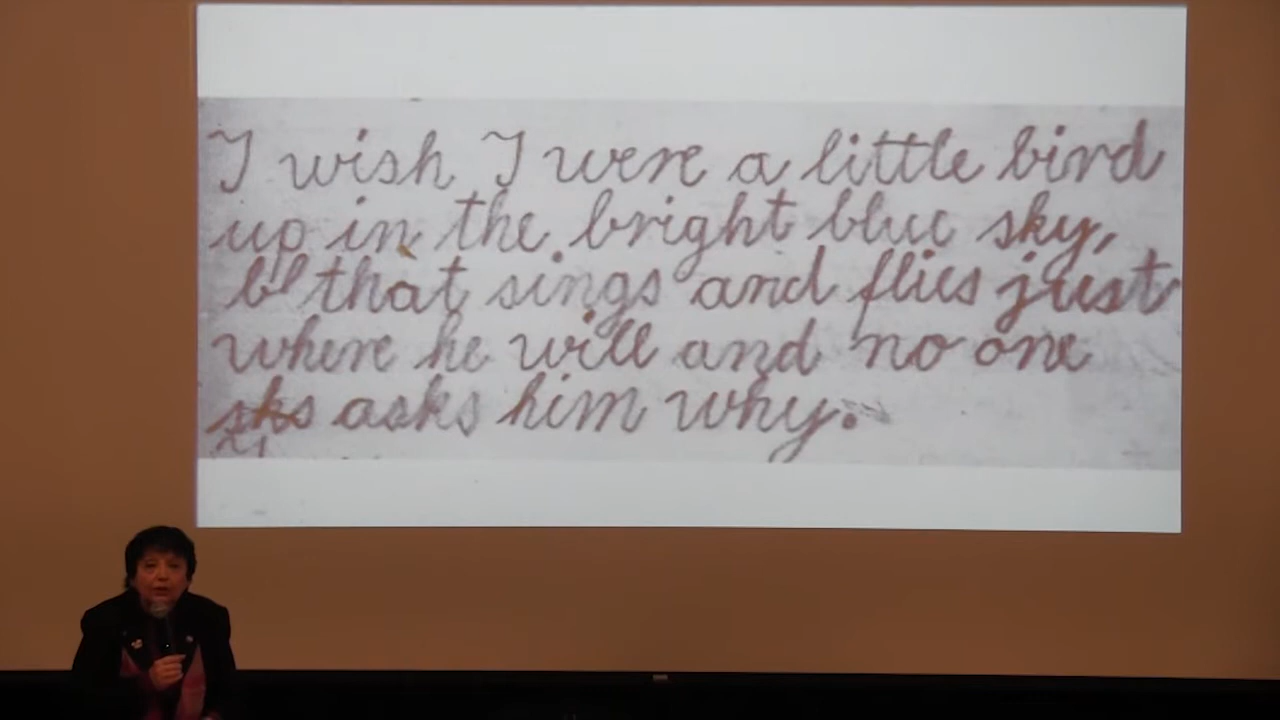 I wish I were a little bird
up in the bright blue sky,
that sings and flies just
where he will and no one
asks him why.